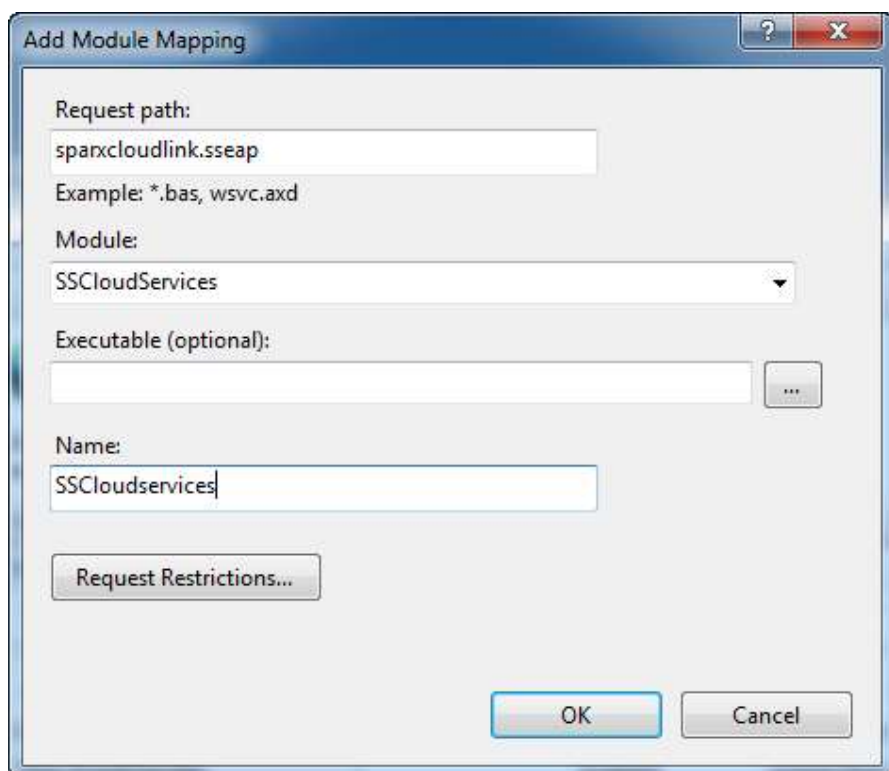 Add Module Mapping
?
X
Request path:
sparxcloudlink.sseap
Example: *.bas, wsvc.axd
Module:
SSCloudServices
Executable (optional):
...
Name:
SSCloudservices
Request Restrictions...
OK
Cancel